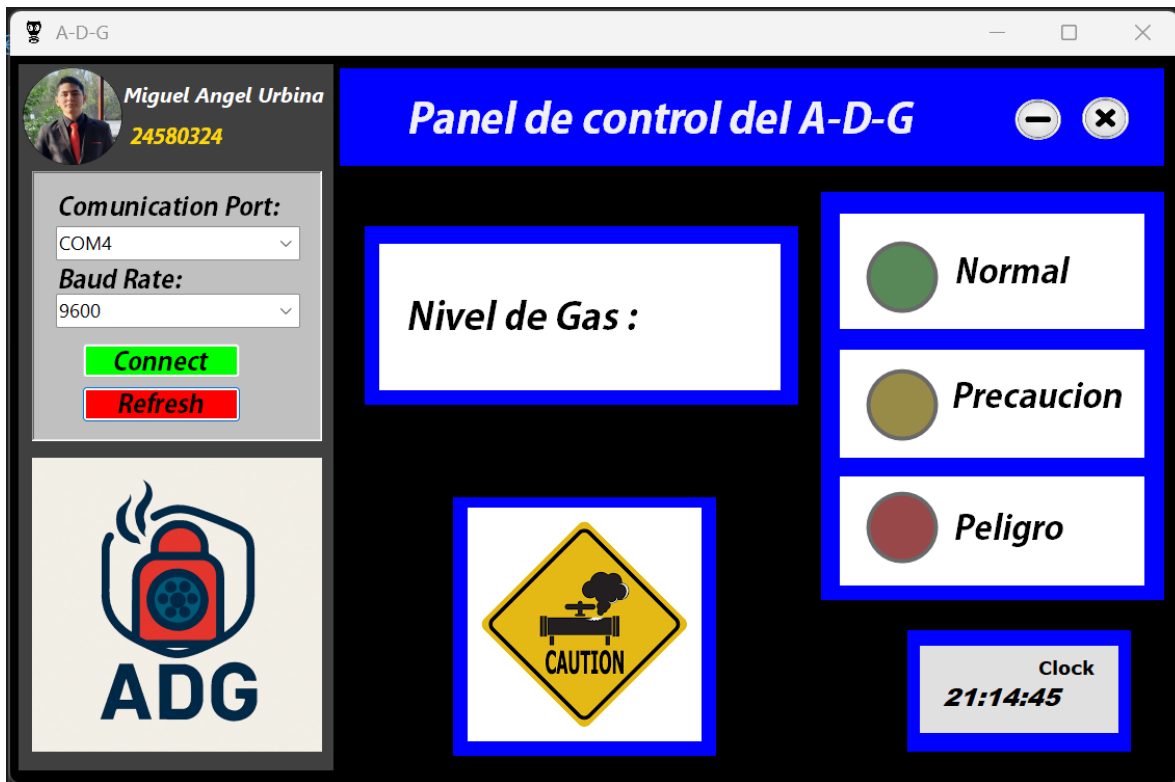 A-D-G
Miguel Angel Urbina
24580324
Panel de control del A-D-G
Comunication Port:
COM4
Baud Rate:
9600
Connect
Refresh
ADG
Nivel de Gas :
CAUTION
Normal
Precaucion
Peligro
Clock
21:14:45